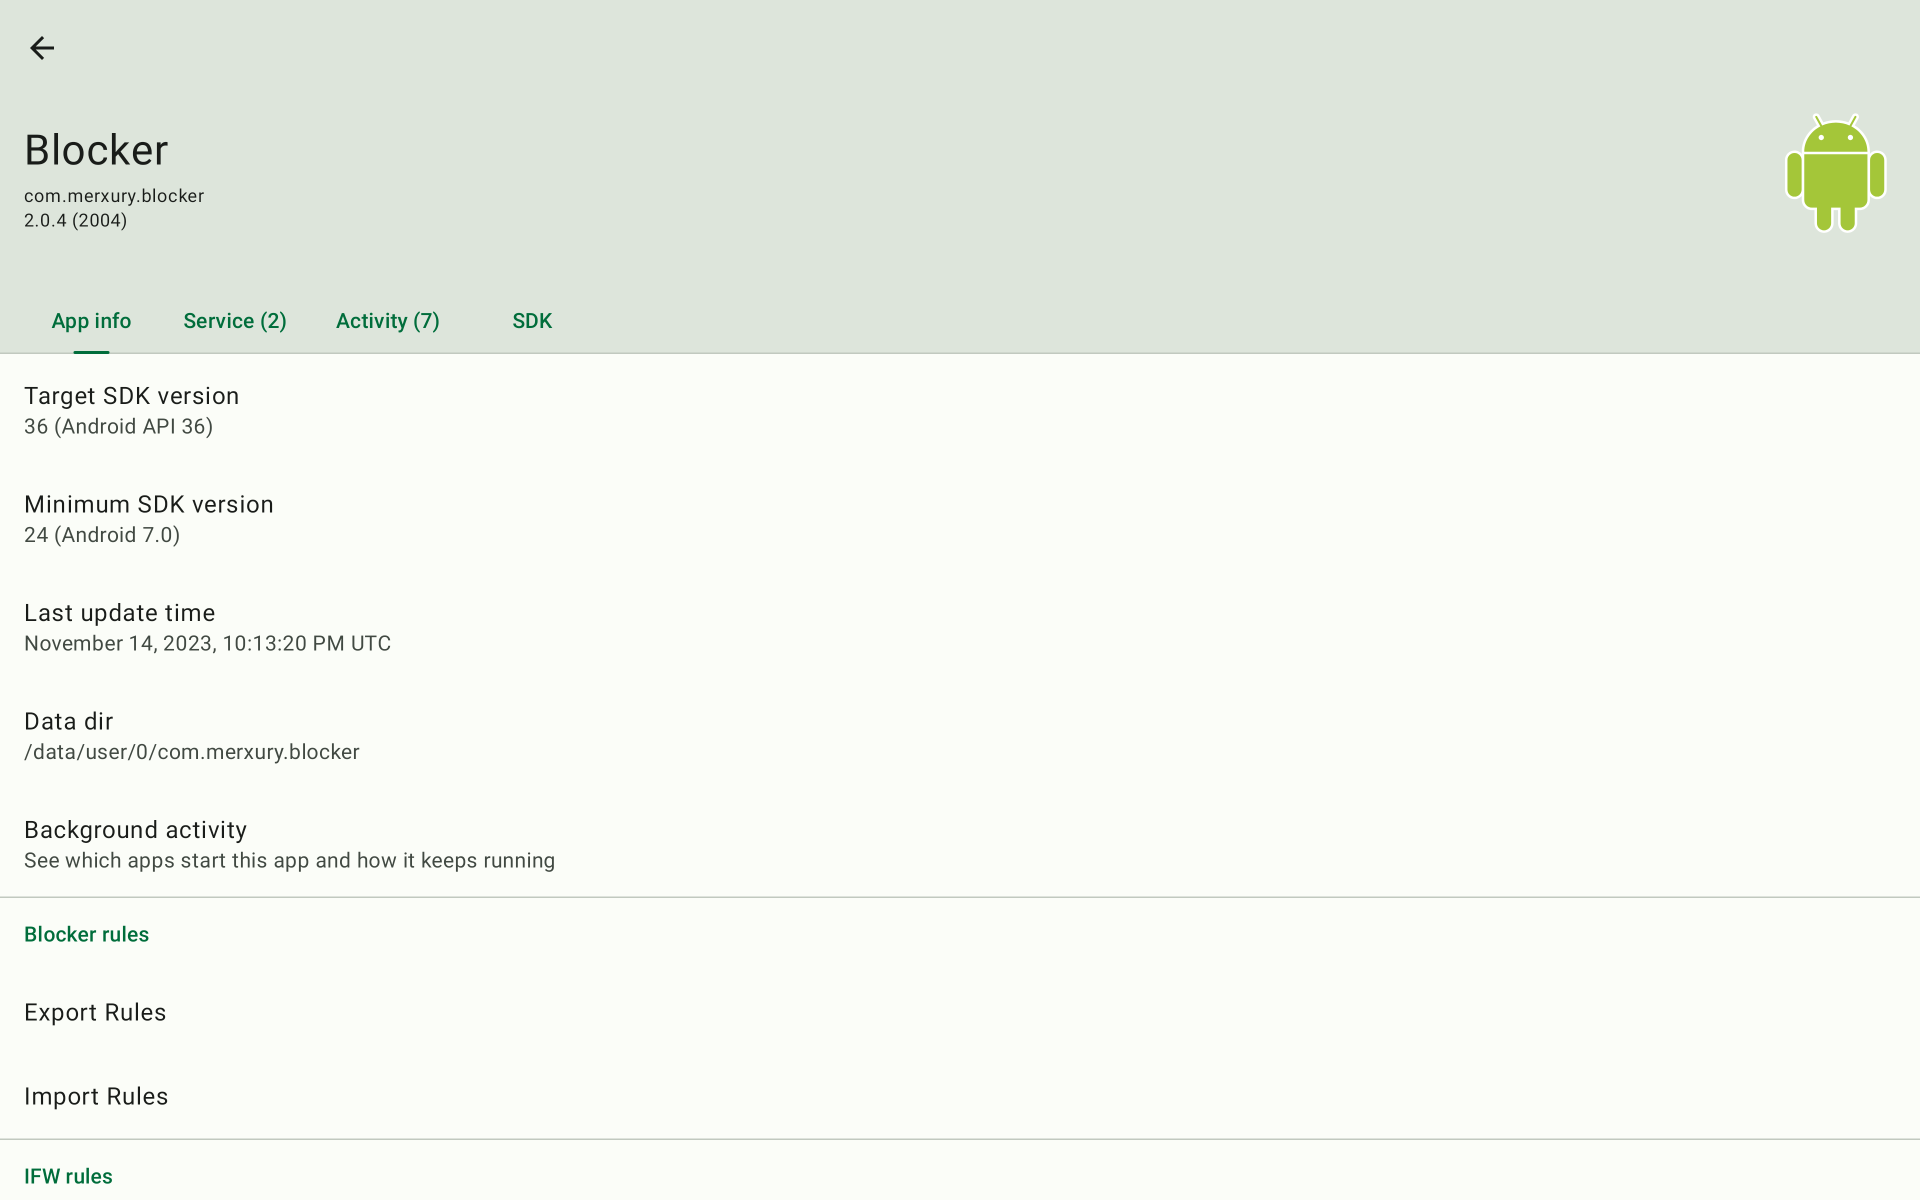 Blocker
com.merxury.blocker
2.0.4 (2004)
App info
Service (2)
Activity (7)
SDK
Target SDK version
36 (Android API 36)
Minimum SDK version
24 (Android 7.0)
Last update time
November 14, 2023, 10:13:20 PM UTC
Data dir
/data/user/0/com.merxury.blocker
Background activity
See which apps start this app and how it keeps running
Blocker rules
Export Rules
Import Rules
IFW rules